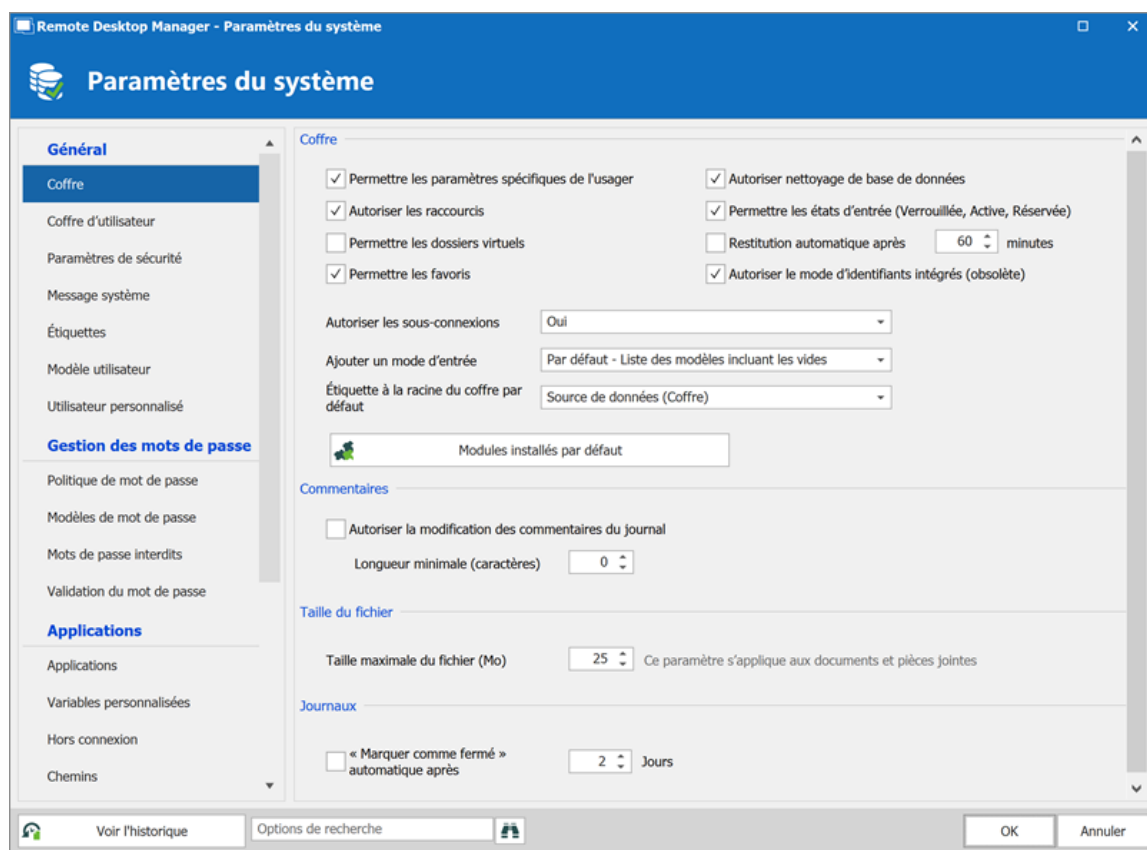 Remote Desktop Manager - Paramètres du système
Paramètres du système
Général
Coffre
Coffre d'utilisateur
Paramètres de sécurité
Message système
Étiquettes
Modèle utilisateur
Utilisateur personnalisé
Gestion des mots de passe
Politique de mot de passe
Modèles de mot de passe
Mots de passe interdits
Validation du mot de passe
Applications
Applications
Variables personnalisées
Hors connexion
Chemins
Coffre
Permettre les paramètres spécifiques de l'usager
Autoriser nettoyage de base de données
Autoriser les raccourcis
Permettre les états d'entrée (Verrouillée, Active, Réservée)
Permettre les dossiers virtuels
Restitution automatique après 60 minutes
Permettre les favoris
Autoriser le mode d'identifiants intégrés (obsolète)
Autoriser les sous-connexions Oui
Ajouter un mode d'entrée Par défaut - Liste des modèles incluant les vides
Étiquette à la racine du coffre par
défaut
Source de données (Coffre)
Modules installés par défaut
Commentaires
Autoriser la modification des commentaires du journal
Longueur minimale (caractères) 0
Taille du fichier
Taille maximale du fichier (Mo) 25 Ce paramètre s'applique aux documents et pièces jointes
Journaux
« Marquer comme fermé »
automatique après
2 Jours
Voir l'historique
Options de recherche
OK
Annuler